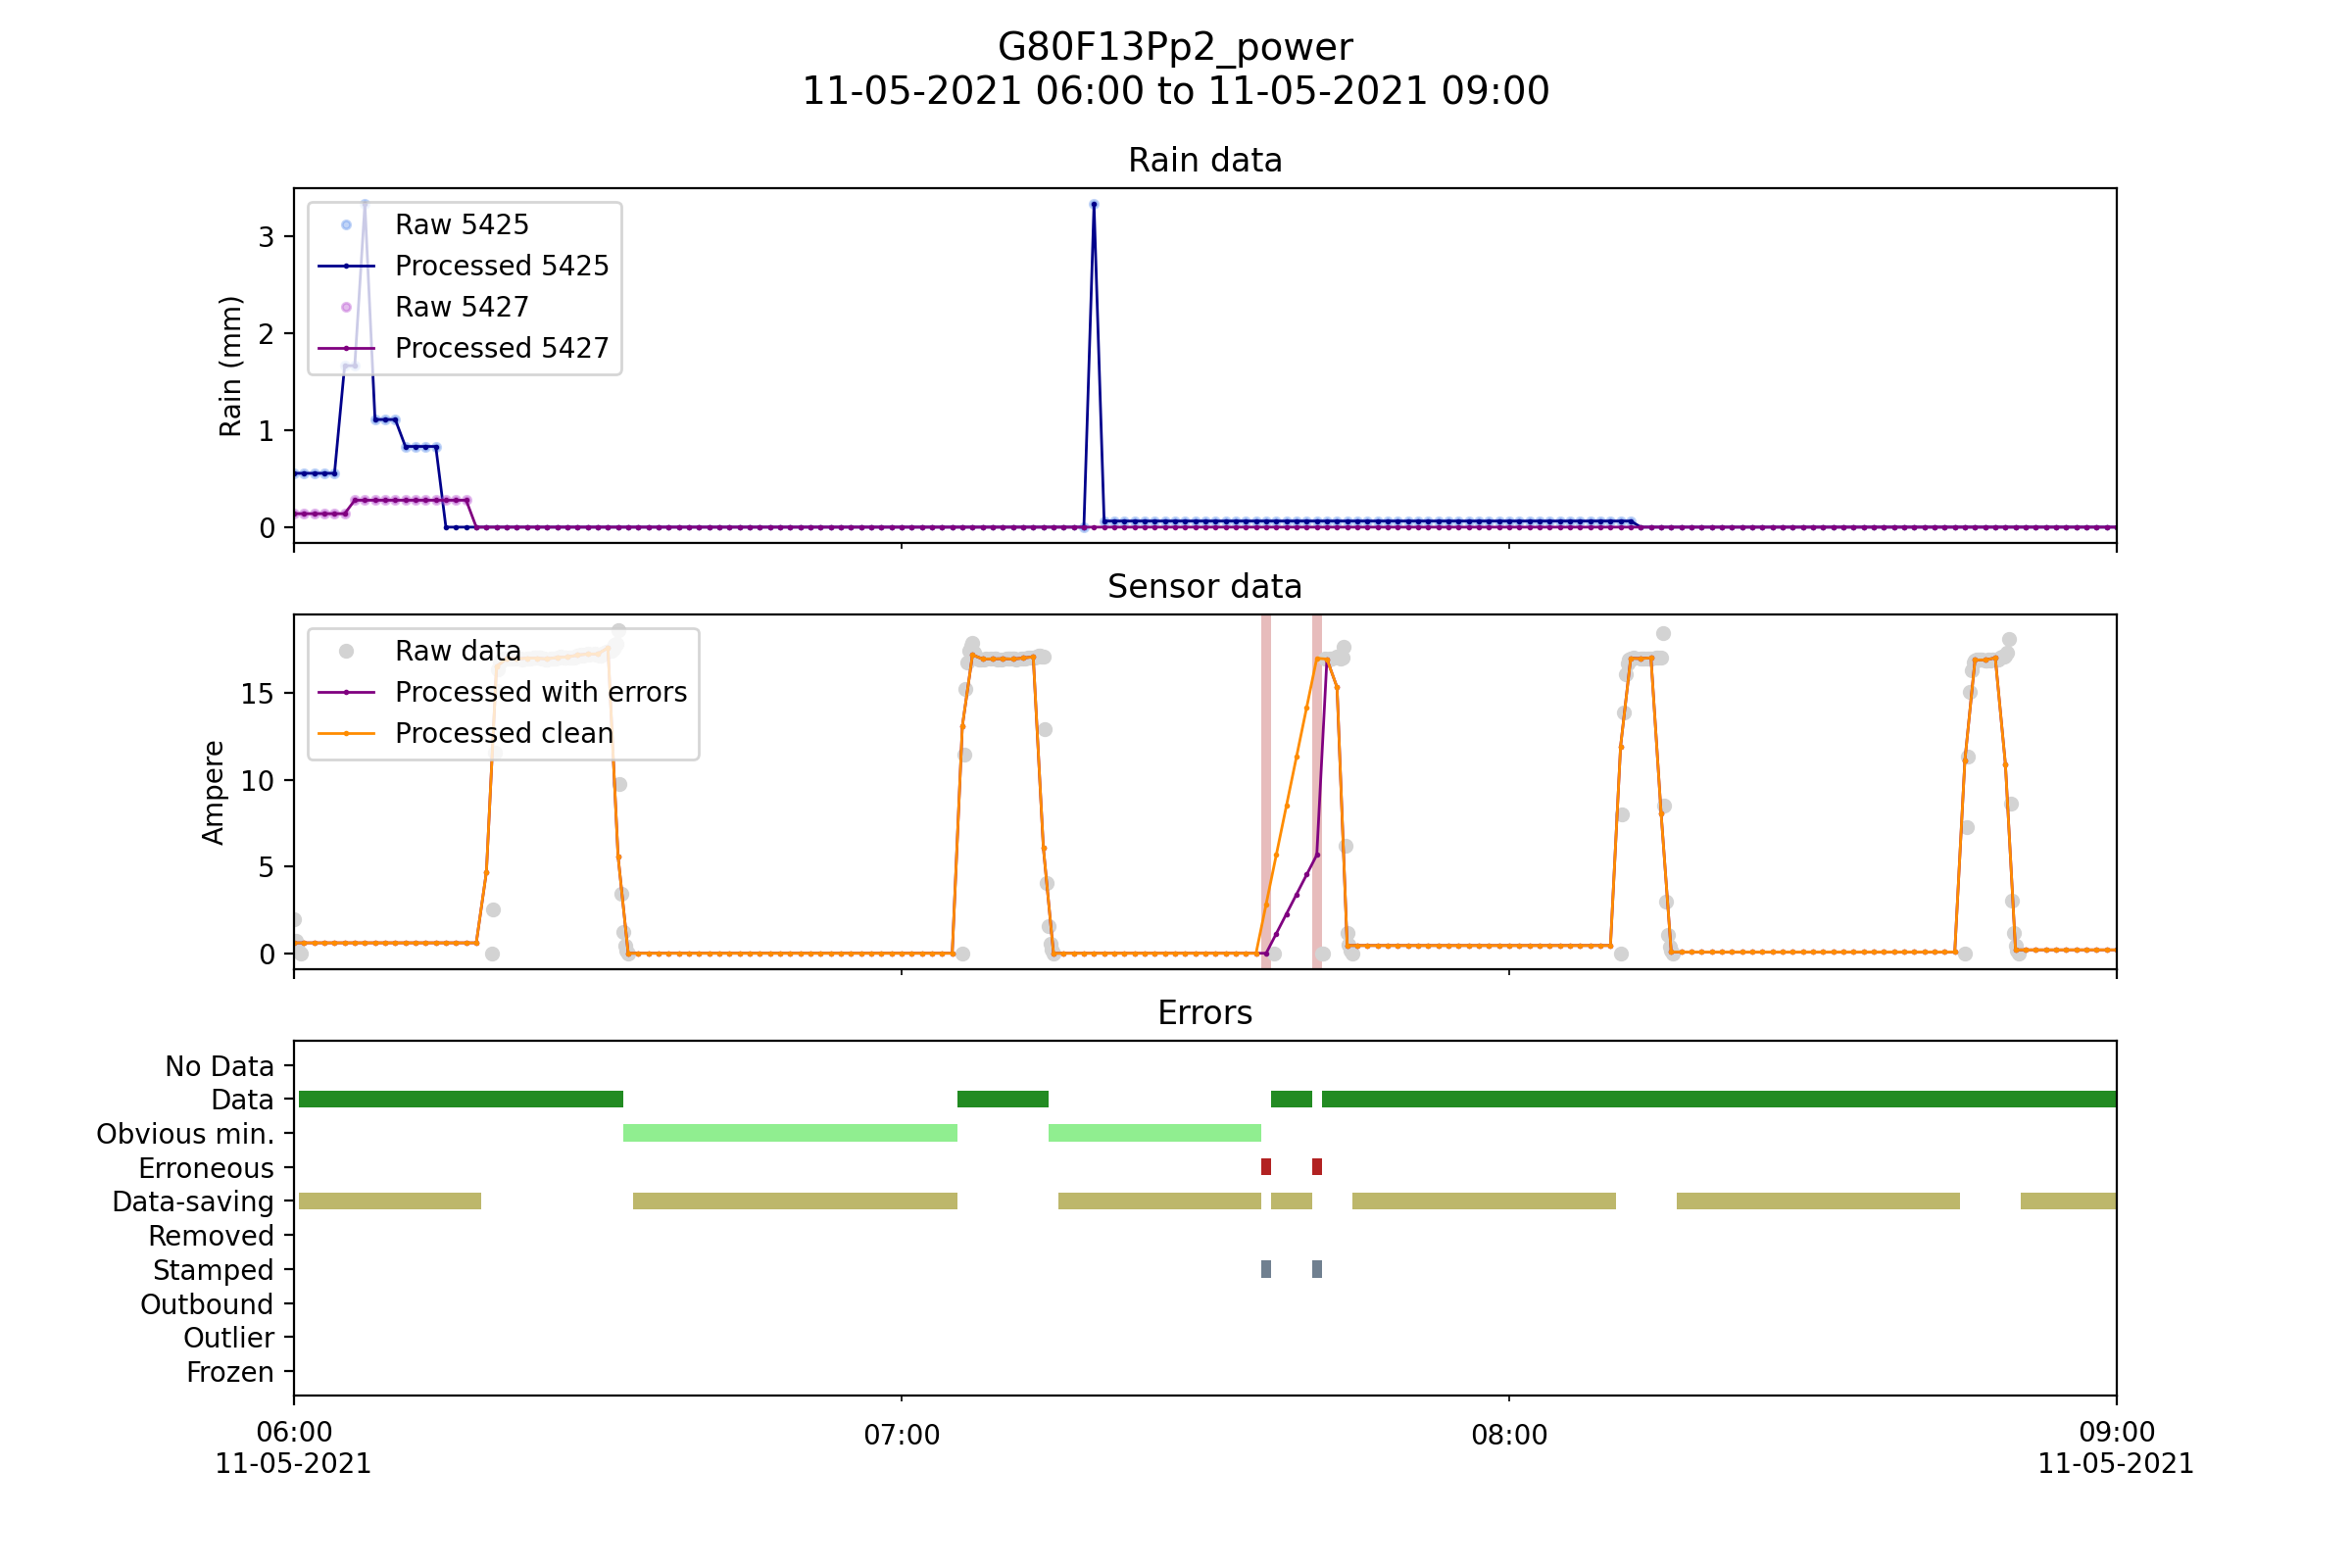 G80F13Pp2_power
11-05-2021 06:00 to 11-05-2021 09:00
Rain data
Rain (mm)
3
2
1
0
Raw 5425
Processed 5425
Raw 5427
Processed 5427
Sensor data
Ampere
15
10
5
0
Raw data
Processed with errors
Processed clean
Errors
No Data
Data
Obvious min.
Erroneous
Data-saving
Removed
Stamped
Outbound
Outlier
Frozen
06:00
11-05-2021
07:00
08:00
09:00
11-05-2021